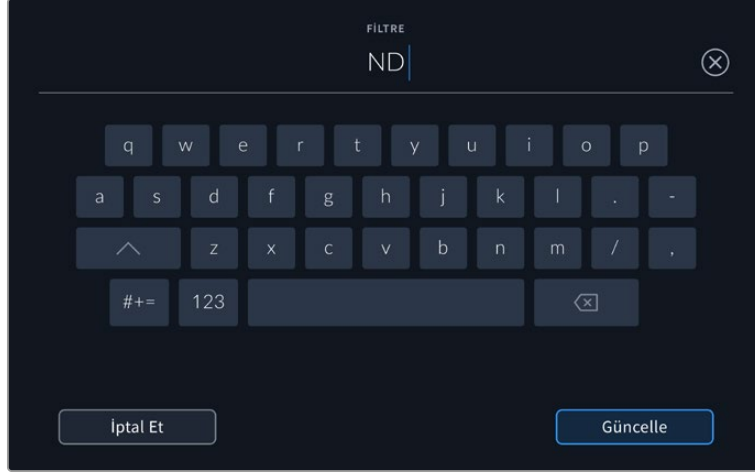 FİLTRE
ND
q w e r t y u i o p
a s d f g h j k l . -
z x c v b n m / ,
#+= 123
İptal Et Güncelle